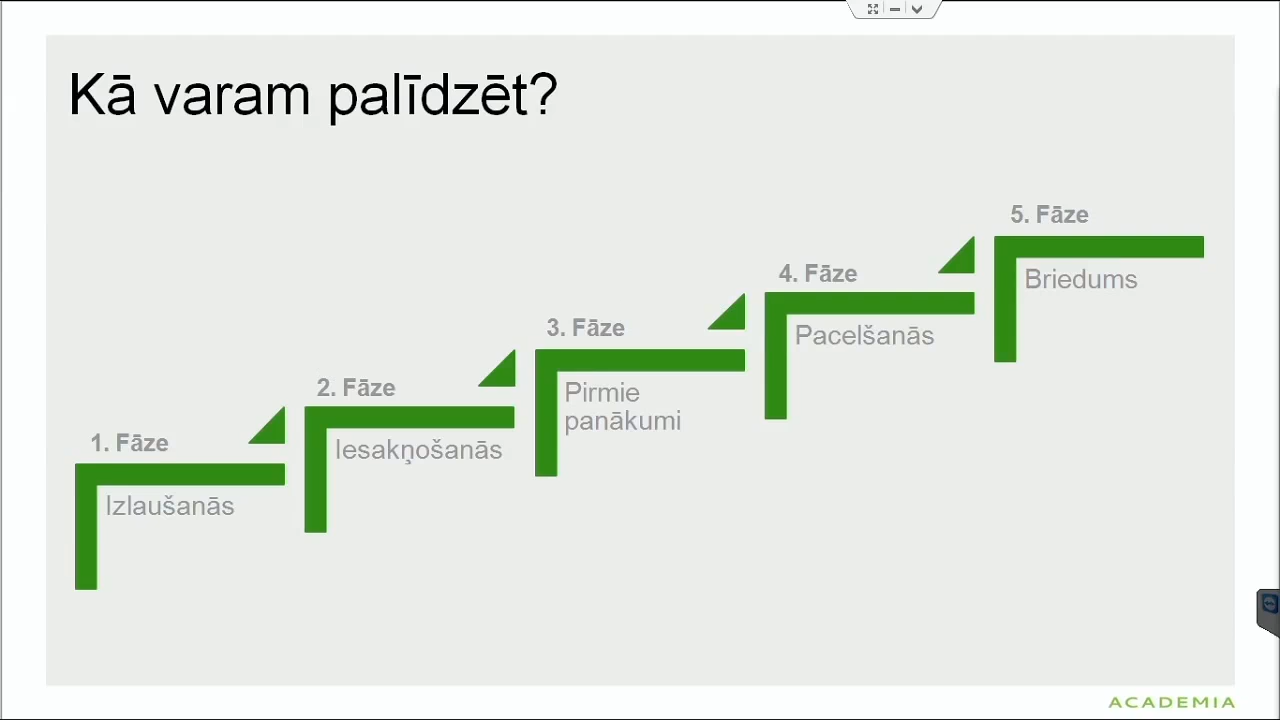 Kā varam palīdzēt?
1. Fāze
Izlaušanās
2. Fāze
Iesakņošanās
3. Fāze
Pirmie
panākumi
4. Fāze
Pacelšanās
5. Fāze
Briedums
ACADEMIA